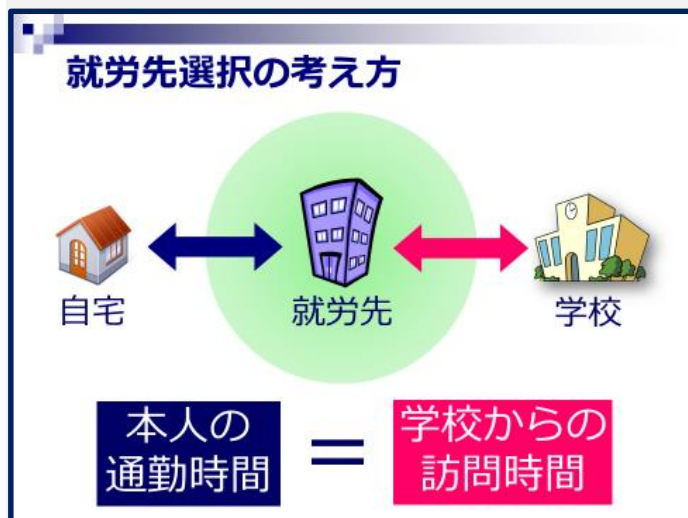 就労先選択の考え方
自宅
就労先
学校
本人の
通勤時間
＝
学校からの
訪問時間